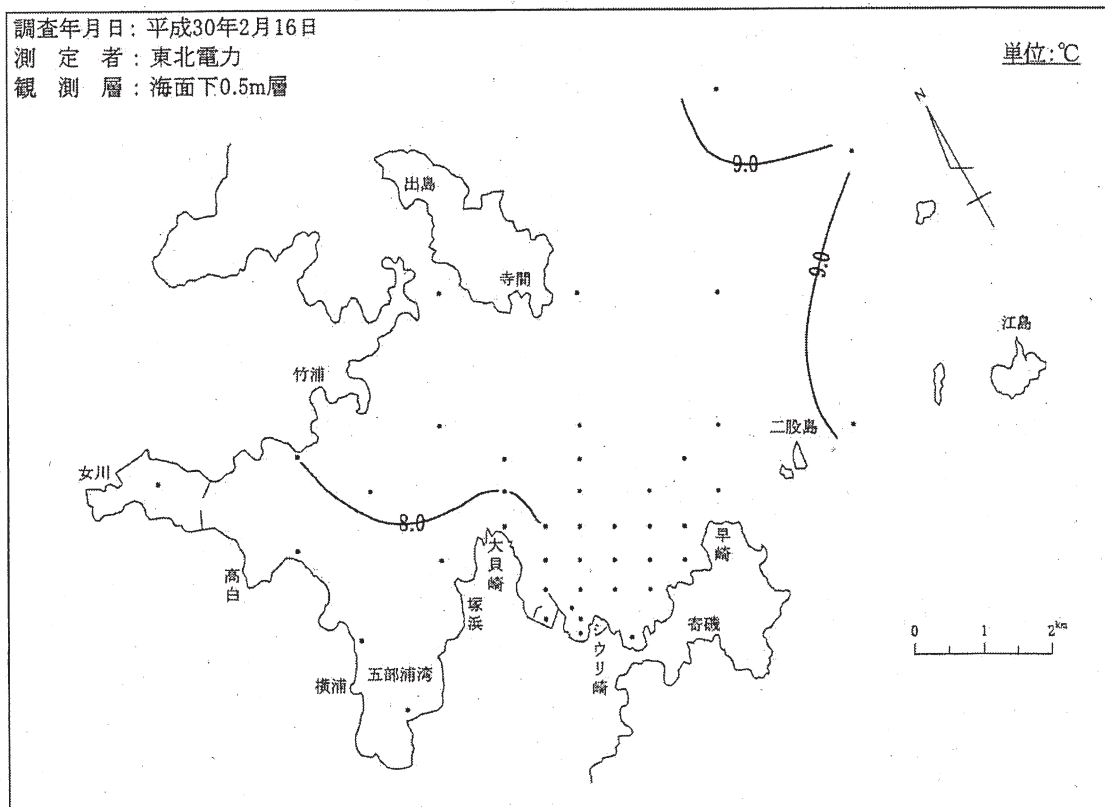 調査年月日：平成30年2月16日
測　定　者：東北電力
観　測　層：海面下0.5m層
単位：℃
N
9.0
出島
9.0
寺間
江島
竹浦
二股島
女川
8.0
早崎
大貝崎
高白
塚浜
寄磯
シウリ崎
0 1 2km
五部浦湾
横浦